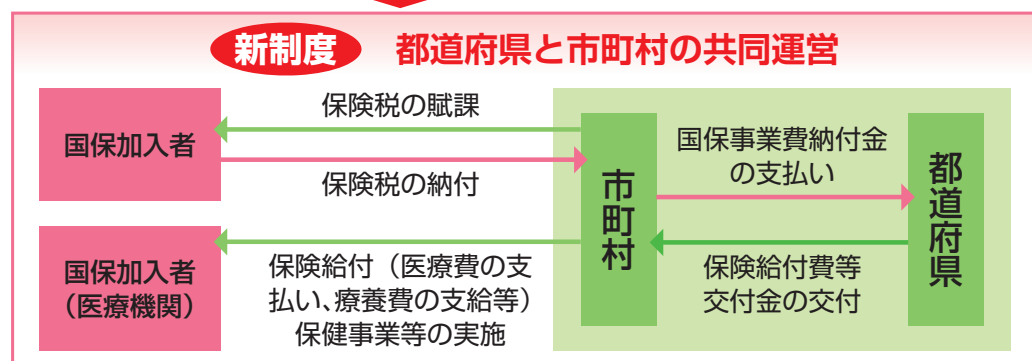 新制度 都道府県と市町村の共同運営
国保加入者
保険税の賦課
保険税の納付
国保加入者
（医療機関）
保険給付（医療費の支
払い、療養費の支給等）
保健事業等の実施
市町村
国保事業費納付金
の支払い
保険給付費等
交付金の交付
都道府県